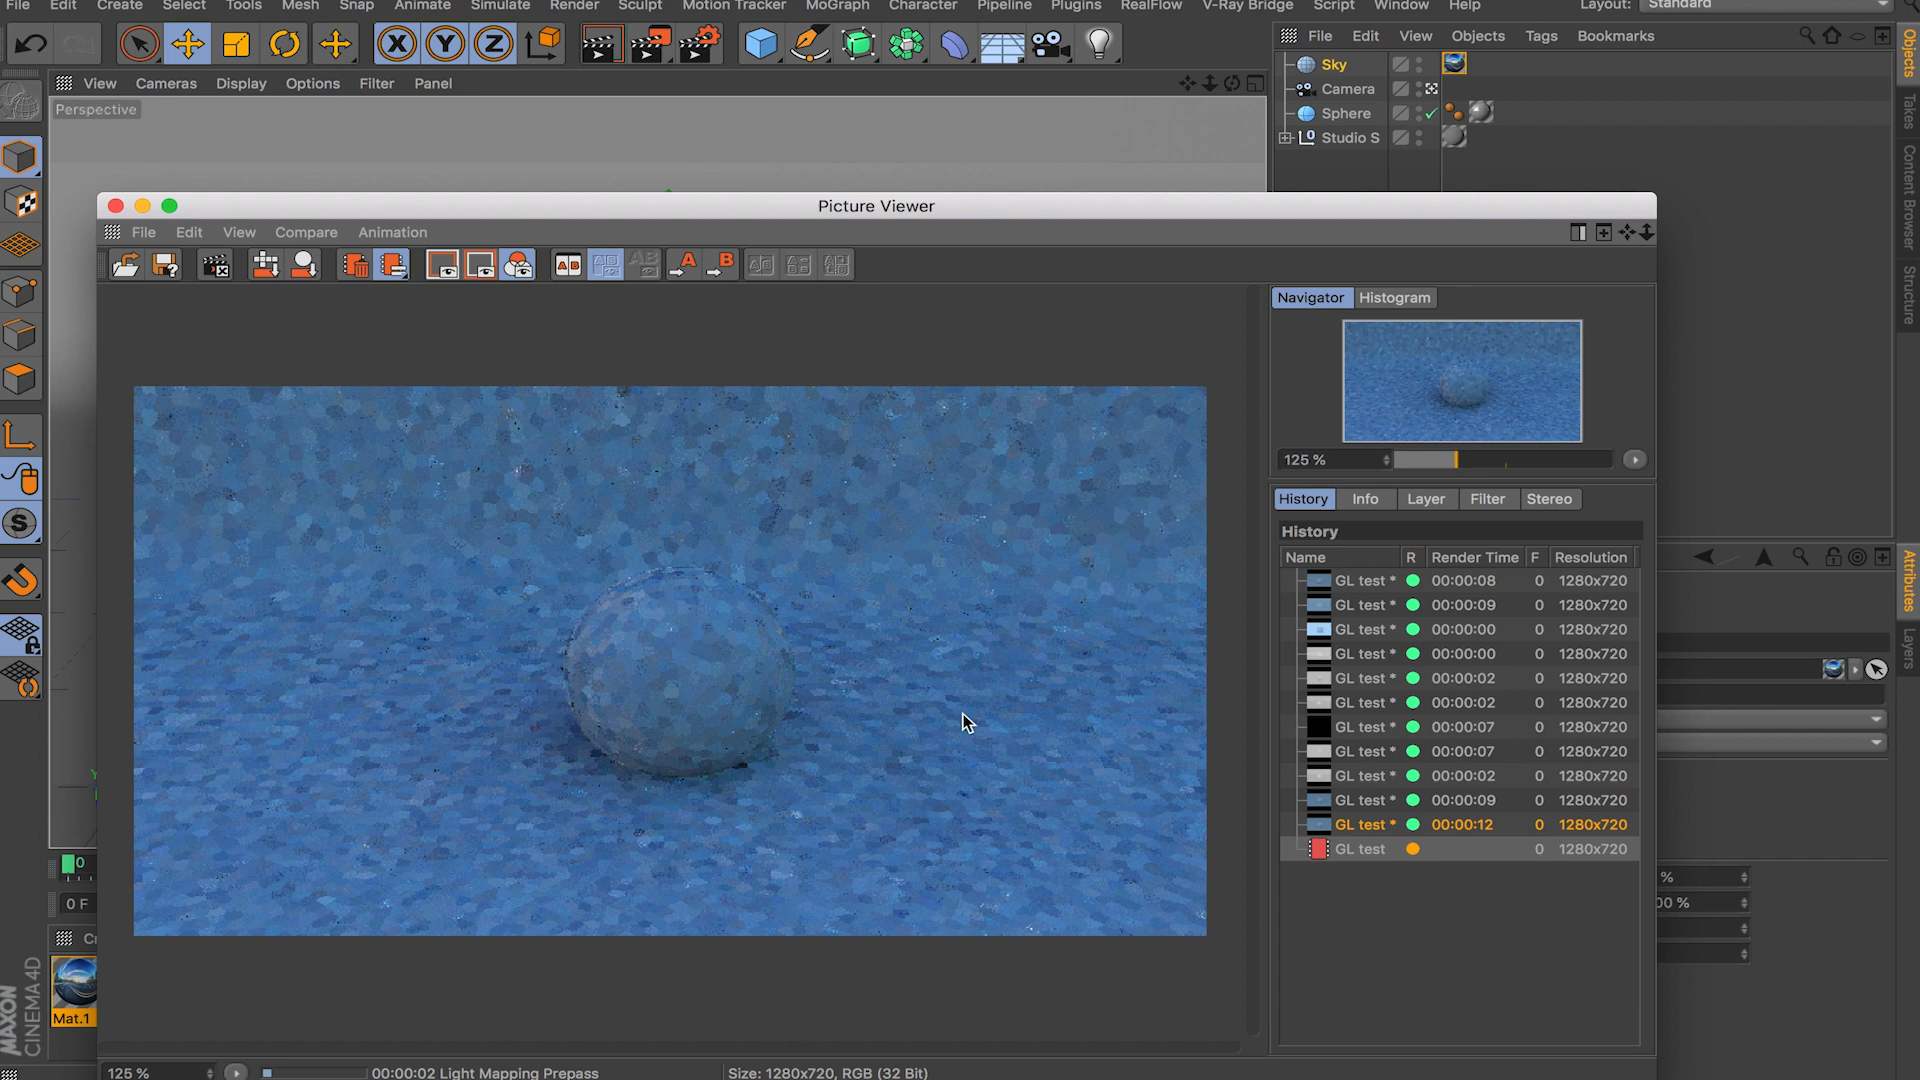 File Edit Create Select Tools Mesh Snap Animate Simulate Render Sculpt Motion Tracker MoGraph Character Pipeline Plugins RealFlow V-Ray Bridge Script Window Help Layout: Standard
File Edit View Objects Tags Bookmarks
Sky
Camera
Sphere
Studio S
Objects
Takes
Content Browser
Structure
View Cameras Display Options Filter Panel
Perspective
Picture Viewer
File Edit View Compare Animation
Navigator Histogram
125 %
History Info Layer Filter Stereo
History
Name R Render Time F Resolution
GL test * 00:00:08 0 1280x720
GL test * 00:00:09 0 1280x720
GL test * 00:00:00 0 1280x720
GL test * 00:00:00 0 1280x720
GL test * 00:00:02 0 1280x720
GL test * 00:00:02 0 1280x720
GL test * 00:00:07 0 1280x720
GL test * 00:00:07 0 1280x720
GL test * 00:00:02 0 1280x720
GL test * 00:00:09 0 1280x720
GL test * 00:00:12 0 1280x720
GL test 0 1280x720
Attributes
Layers
%
00 %
Y
0
0 F
Cr
Mat.1
MAXON
CINEMA 4D
125 % 00:00:02 Light Mapping Prepass Size: 1280x720, RGB (32 Bit)